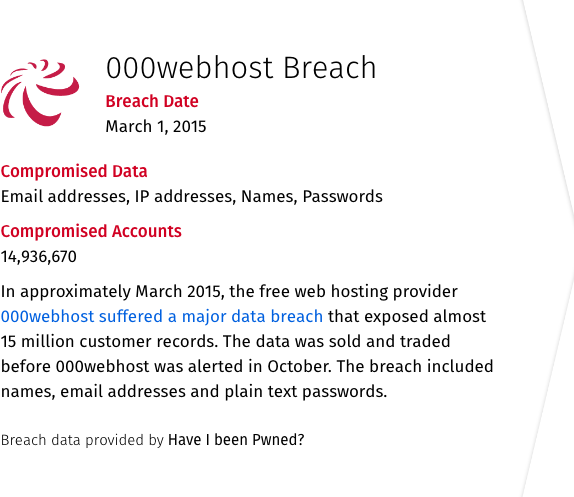 000webhost Breach
Breach Date
March 1, 2015
Compromised Data
Email addresses, IP addresses, Names, Passwords
Compromised Accounts
14,936,670
In approximately March 2015, the free web hosting provider
000webhost suffered a major data breach that exposed almost
15 million customer records. The data was sold and traded
before 000webhost was alerted in October. The breach included
names, email addresses and plain text passwords.
Breach data provided by Have I been Pwned?